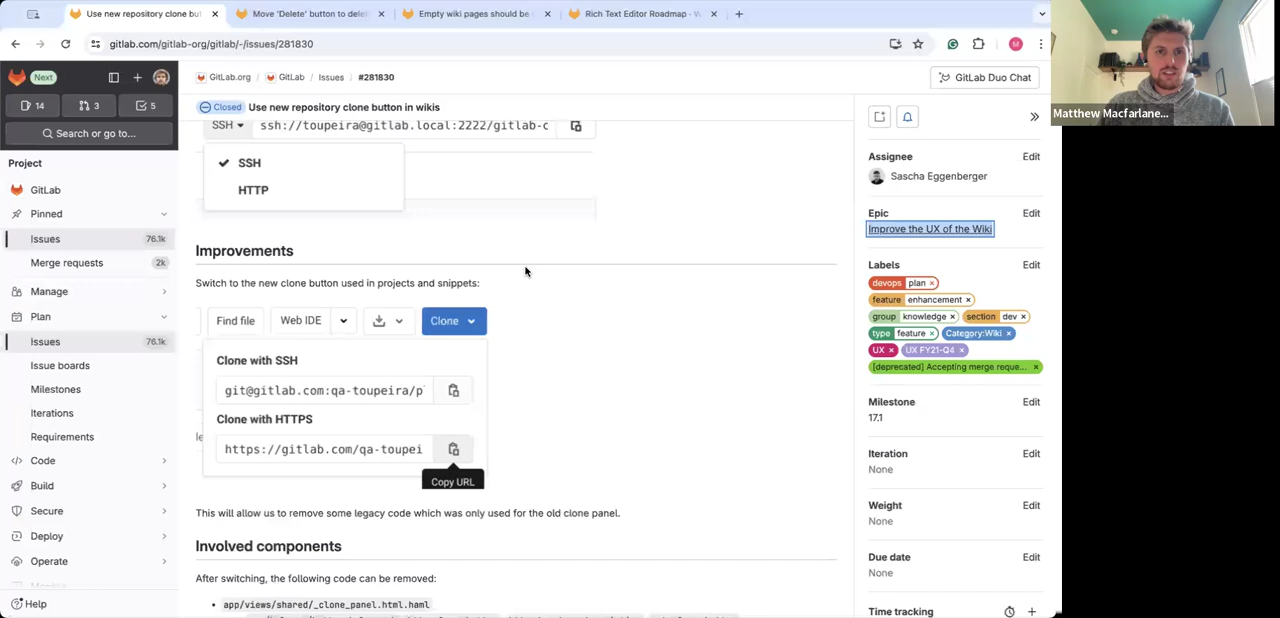 Use new repository clone but
Move 'Delete' button to delet
Empty wiki pages should be
Rich Text Editor Roadmap - W
gitlab.com/gitlab-org/gitlab/-/issues/281830
M
Next
14
3
5
Search or go to...
Project
GitLab
Pinned
Issues
76.1k
Merge requests
2k
Manage
Plan
Issues
76.1k
Issue boards
Milestones
Iterations
Requirements
Code
Build
Secure
Deploy
Operate
Help
GitLab.org
GitLab
Issues
#281830
GitLab Duo Chat
Closed
Use new repository clone button in wikis
SSH
ssh://toupeira@gitlab.local:2222/gitlab-c
SSH
HTTP
Improvements
Switch to the new clone button used in projects and snippets:
Find file
Web IDE
Clone
Clone with SSH
git@gitlab.com:qa-toupeira/p
Clone with HTTPS
https://gitlab.com/qa-toupei
Copy URL
This will allow us to remove some legacy code which was only used for the old clone panel.
Involved components
After switching, the following code can be removed:
• app/views/shared/_clone_panel.html.haml
Assignee
Edit
Sascha Eggenberger
Epic
Edit
Improve the UX of the Wiki
Labels
Edit
devops plan ×
feature enhancement ×
group knowledge × section dev ×
type feature × Category:Wiki ×
UX × UX FY21-Q4 ×
[deprecated] Accepting merge reque... ×
Milestone
Edit
17.1
Iteration
Edit
None
Weight
Edit
None
Due date
Edit
None
Time tracking
Matthew Macfarlane...